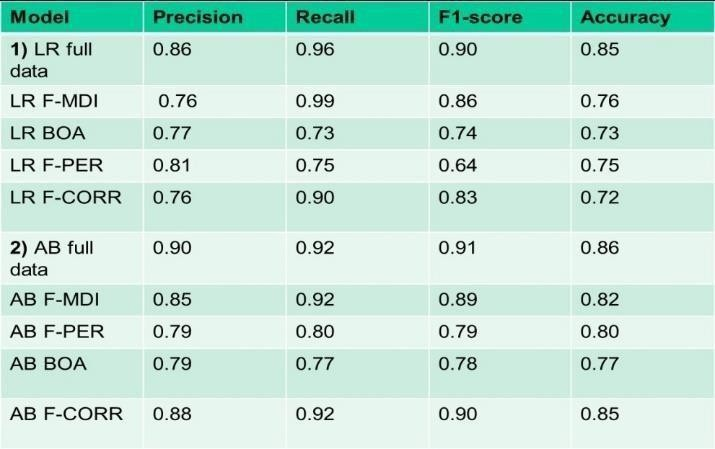 Model Precision Recall F1-score Accuracy
1) LR full data 0.86 0.96 0.90 0.85
LR F-MDI 0.76 0.99 0.86 0.76
LR BOA 0.77 0.73 0.74 0.73
LR F-PER 0.81 0.75 0.64 0.75
LR F-CORR 0.76 0.90 0.83 0.72
2) AB full data 0.90 0.92 0.91 0.86
AB F-MDI 0.85 0.92 0.89 0.82
AB F-PER 0.79 0.80 0.79 0.80
AB BOA 0.79 0.77 0.78 0.77
AB F-CORR 0.88 0.92 0.90 0.85